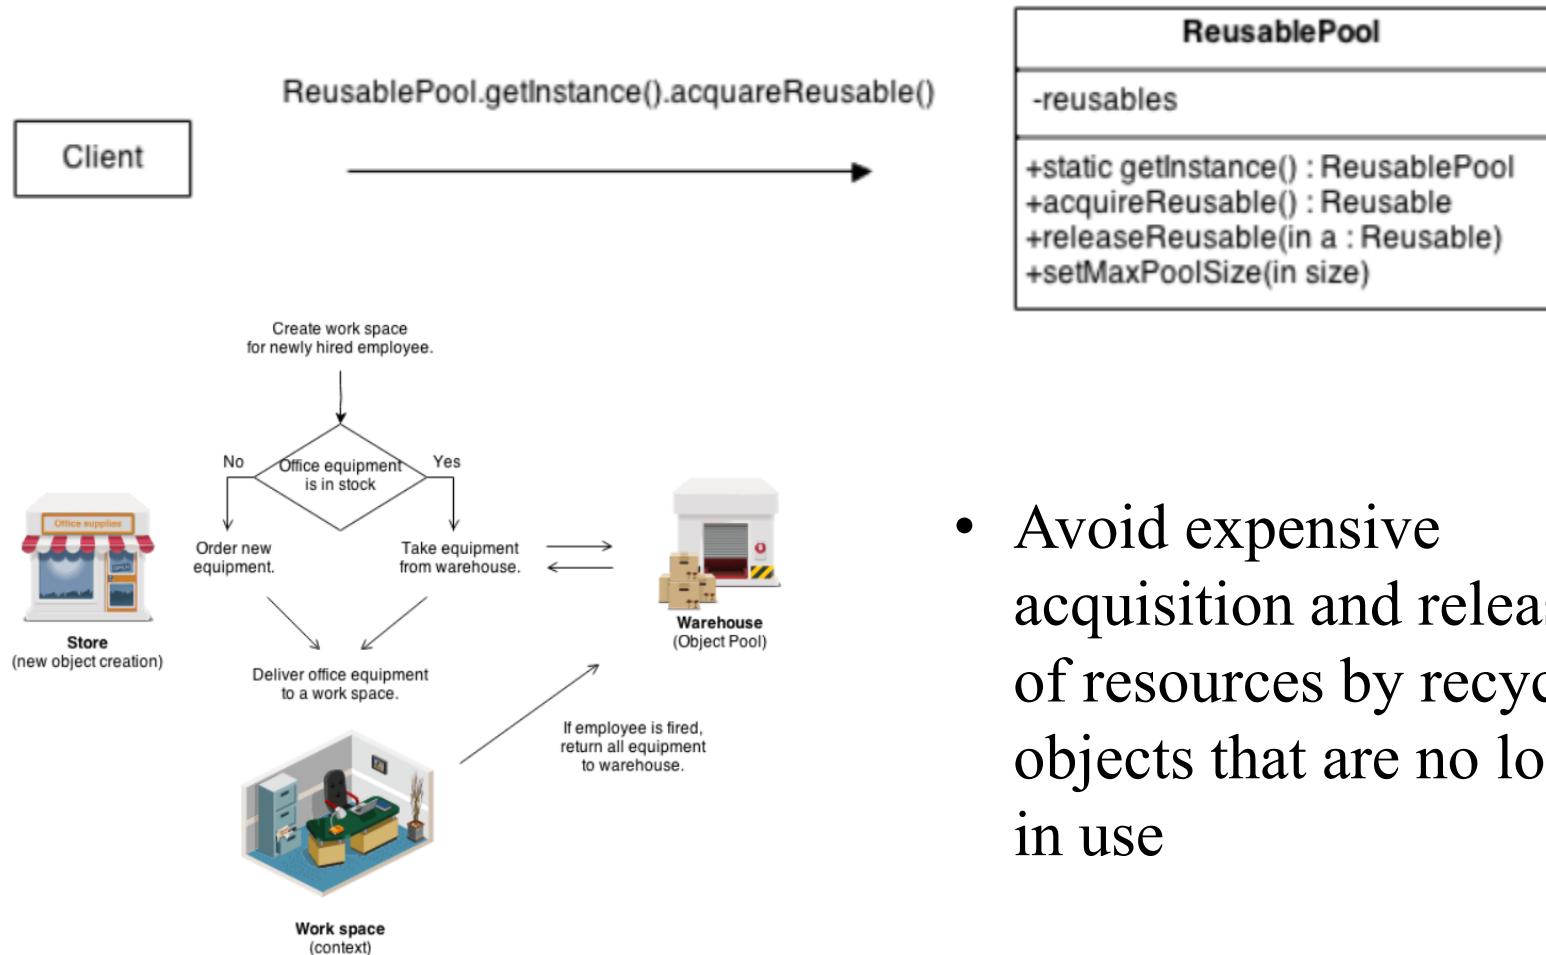 ReusablePool
ReusablePool.getInstance().acquareReusable()
-reusables
Client
+static getInstance() : ReusablePool
+acquireReusable() : Reusable
+releaseReusable(in a : Reusable)
+setMaxPoolSize(in size)
Create work space
for newly hired employee.
No
Office equipment
is in stock
Yes
Office supplies
OPEN
Order new
equipment.
Take equipment
from warehouse.
Store
(new object creation)
Warehouse
(Object Pool)
Deliver office equipment
to a work space.
If employee is fired,
return all equipment
to warehouse.
Work space
(context)
• Avoid expensive
acquisition and releas
of resources by recyc
objects that are no lo
in use